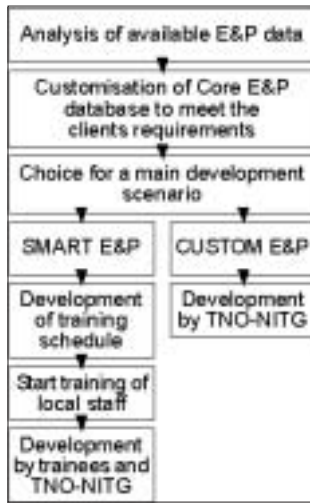 Analysis of available E&P data
Customisation of Core E&P
database to meet the
clients requirements
Choice for a main development
scenario
SMART E&P
CUSTOM E&P
Development
of training
schedule
Development
by TNO-NITG
Start training of
local staff
Development
by trainees and
TNO-NITG